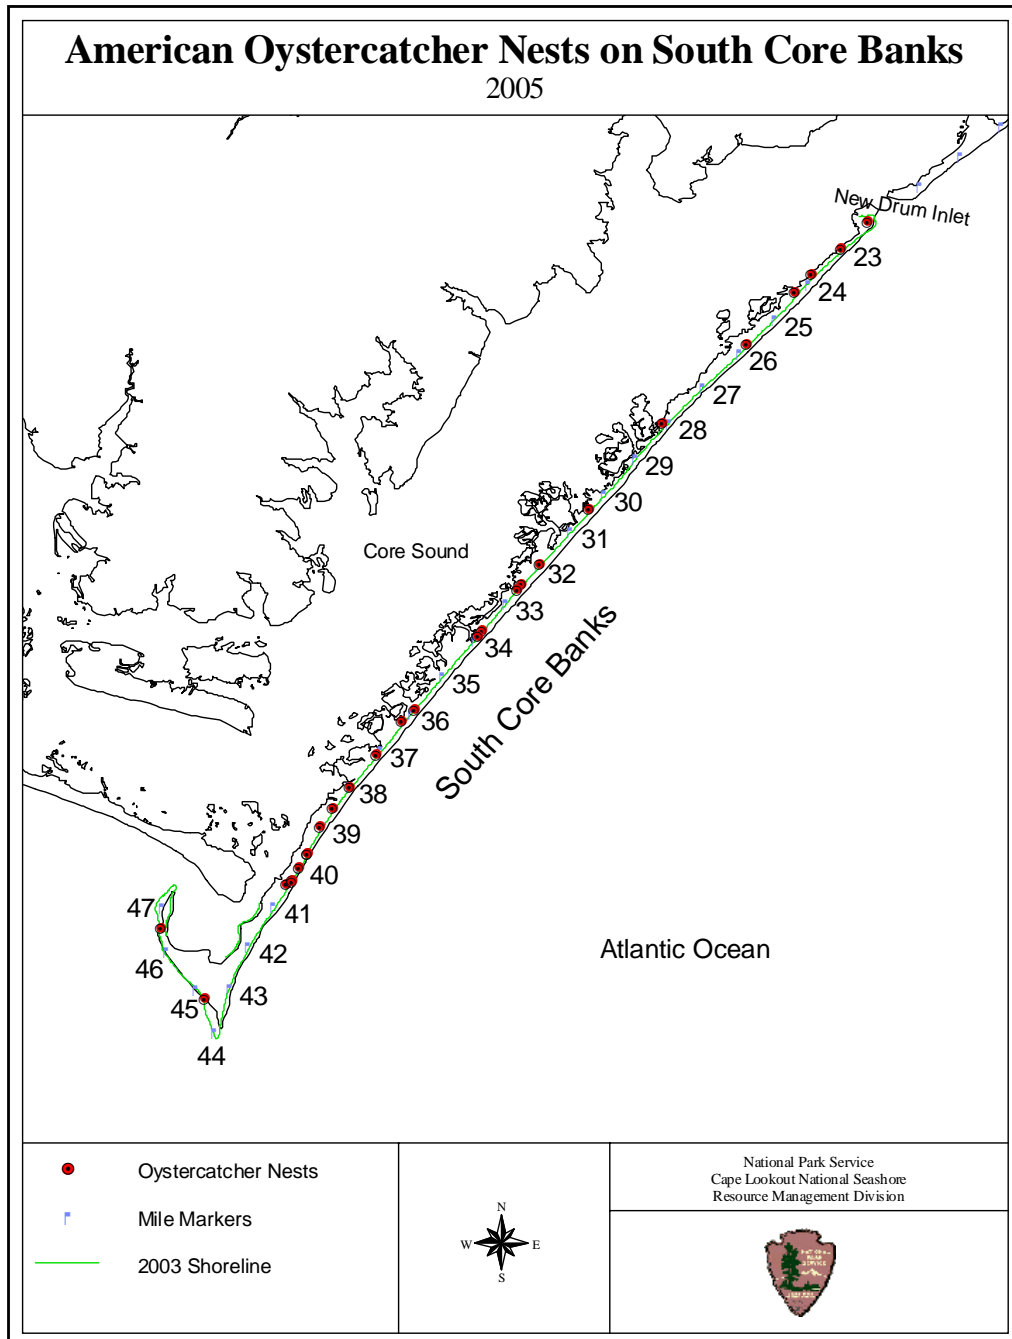 American Oystercatcher Nests on South Core Banks
2005
New Drum Inlet
23
24
25
26
27
28
29
30
31
Core Sound
32
33
34
South Core Banks
35
36
37
38
39
40
41
47
42
Atlantic Ocean
46
43
45
44
Oystercatcher Nests
Mile Markers
2003 Shoreline
N
W
E
S
National Park Service
Cape Lookout National Seashore
Resource Management Division
NATIONAL
PARK
SERVICE